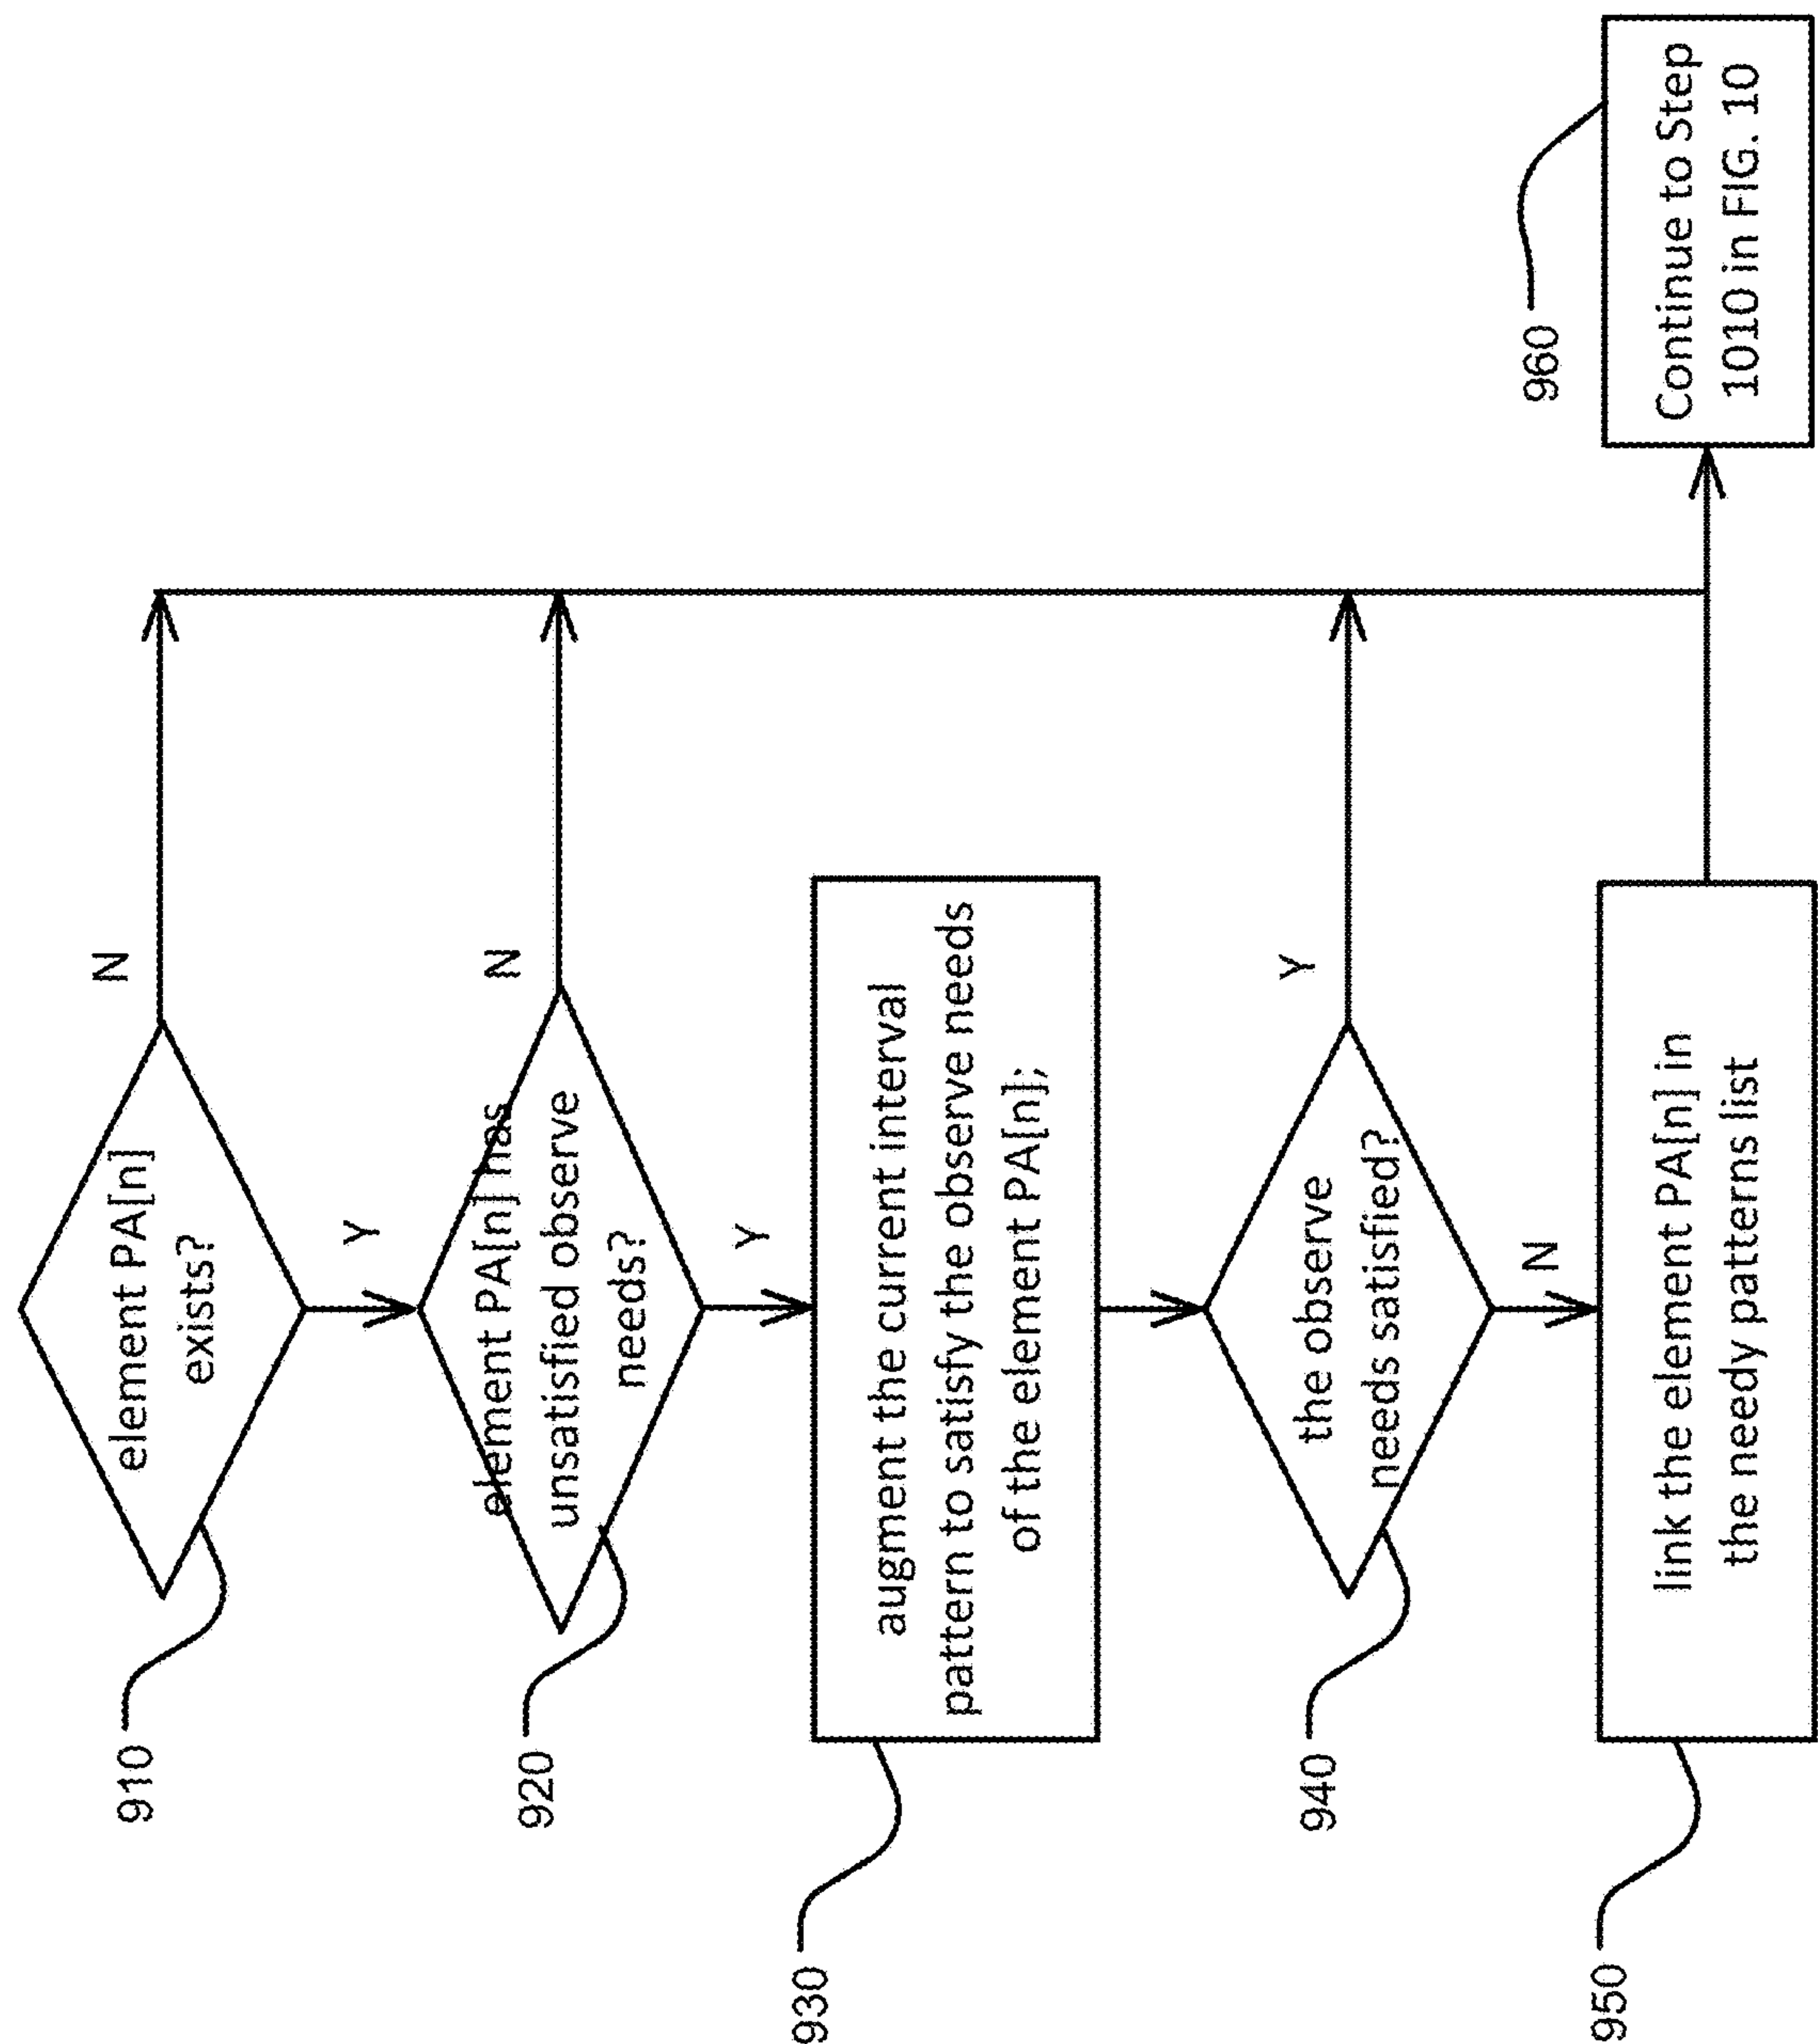 910
element PA[n]
exists?
N
Y
920
element PA[n] has
unsatisfied observe
needs?
N
Y
930
augment the current interval
pattern to satisfy the observe needs
of the element PA[n];
940
the observe
needs satisfied?
Y
N
950
link the element PA[n] in
the needy patterns list
960
Continue to Step
1010 in FIG. 10